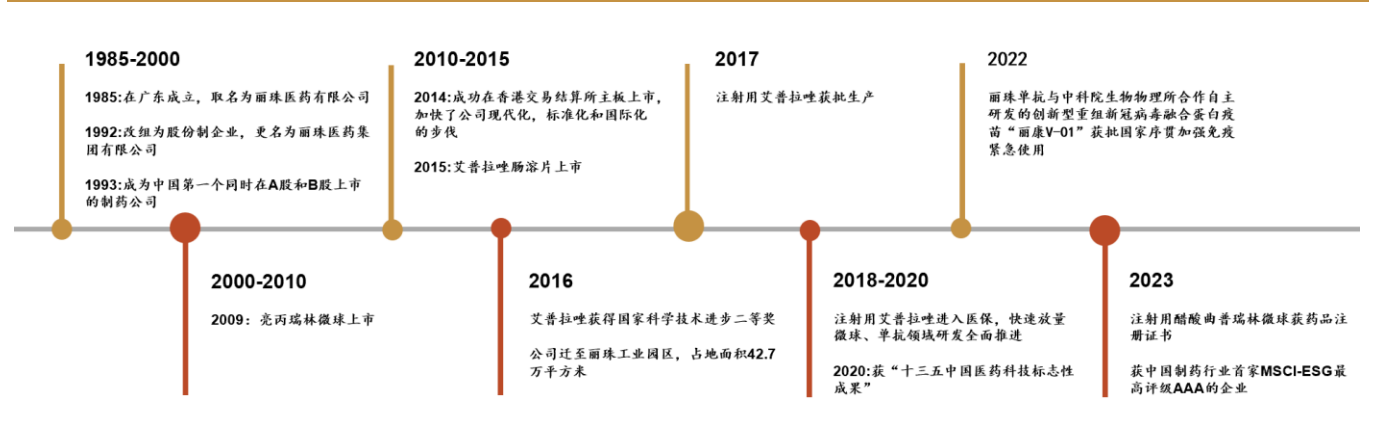 1985-2000
1985:在广东成立，取名为丽珠医药有限公司
1992:改组为股份制企业，更名为丽珠医药集
团有限公司
1993:成为中国第一个同时在A股和B股上市
的制药公司
2000-2010
2009：亮丙瑞林微球上市
2010-2015
2014:成功在香港交易结算所主板上市，
加快了公司现代化，标准化和国际化
的步伐
2015:艾普拉唑肠溶片上市
2016
艾普拉唑获得国家科学技术进步二等奖
公司迁至丽珠工业园区，占地面积42.7
万平方米
2017
注射用艾普拉唑获批生产
2018-2020
注射用艾普拉唑进入医保，快速放量
微球、单抗领域研发全面推进
2020:获“十三五中国医药科技标志性
成果”
2022
丽珠单抗与中科院生物物理所合作自主
研发的创新型重组新冠病毒融合蛋白疫
苗“丽康V-01”获批国家序贯加强免疫
紧急使用
2023
注射用醋酸曲普瑞林微球获药品注
册证书
获中国制药行业首家MSCI-ESG最
高评级AAA的企业